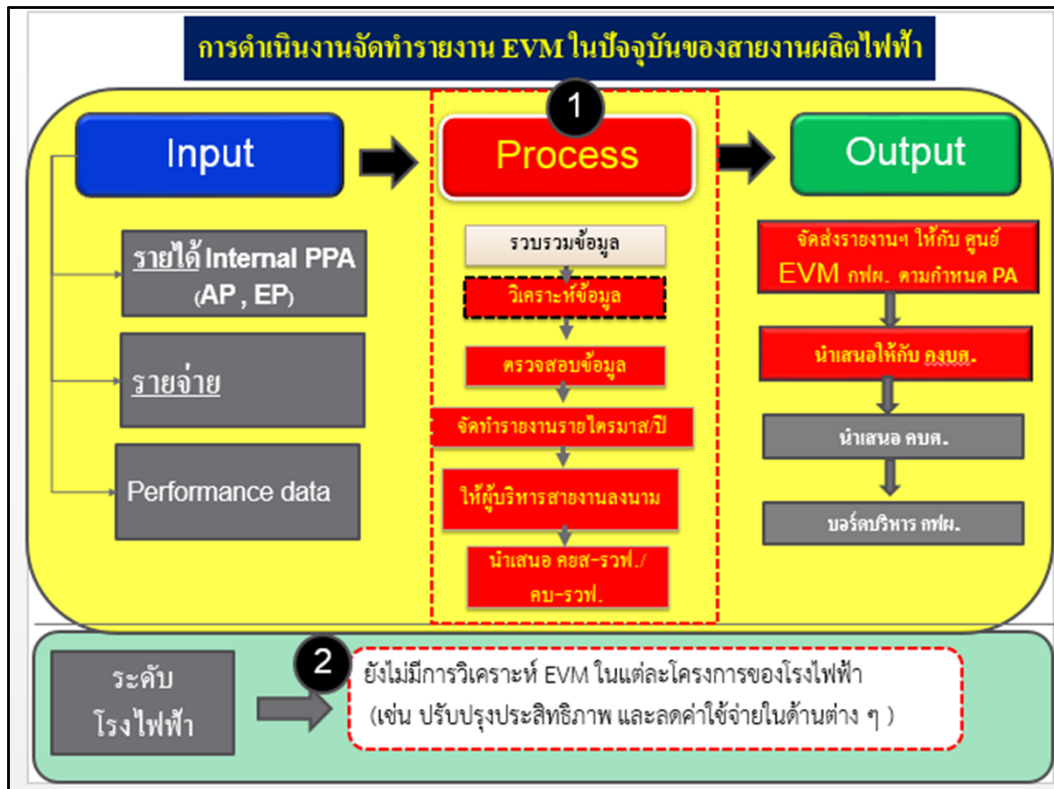 การดำเนินงานจัดทำรายงาน EVM ในปัจจุบันของสายงานผลิตไฟฟ้า
1
Input
Process
Output
รายได้ Internal PPA
(AP , EP)
รายจ่าย
Performance data
รวบรวมข้อมูล
วิเคราะห์ข้อมูล
ตรวจสอบข้อมูล
จัดทำรายงานรายไตรมาส/ปี
ให้ผู้บริหารสายงานลงนาม
นำเสนอ คยส-รวฟ./
คบ-รวฟ.
จัดส่งรายงานฯ ให้กับ ศูนย์
EVM กฟผ. ตามกำหนด PA
นำเสนอให้กับ คงบศ.
นำเสนอ คบศ.
บอร์ดบริหาร กฟผ.
ระดับ
โรงไฟฟ้า
2
ยังไม่มีการวิเคราะห์ EVM ในแต่ละโครงการของโรงไฟฟ้า
(เช่น ปรับปรุงประสิทธิภาพ และลดค่าใช้จ่ายในด้านต่าง ๆ )